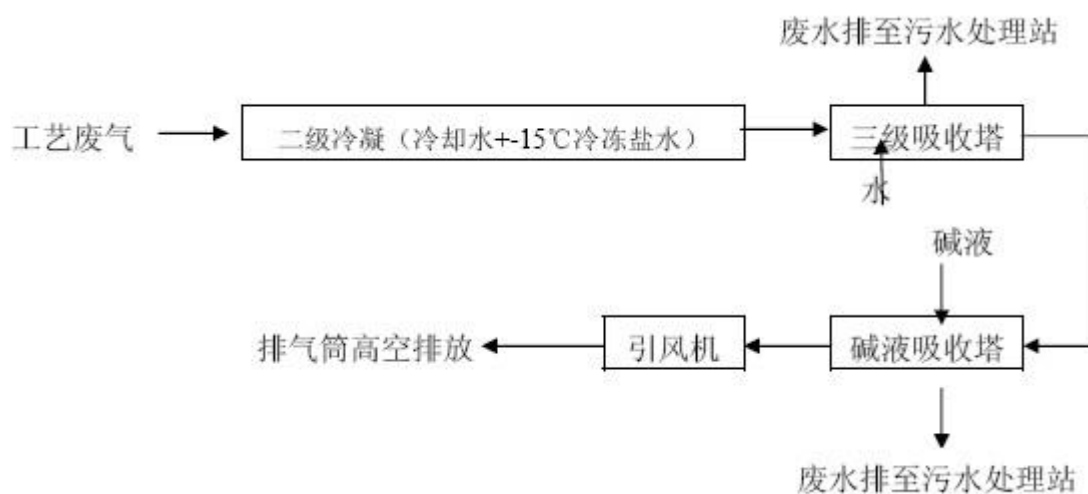 废水排至污水处理站
工艺废气
二级冷凝（冷却水+-15℃冷冻盐水）
三级吸收塔
水
碱液
排气筒高空排放
引风机
碱液吸收塔
废水排至污水处理站